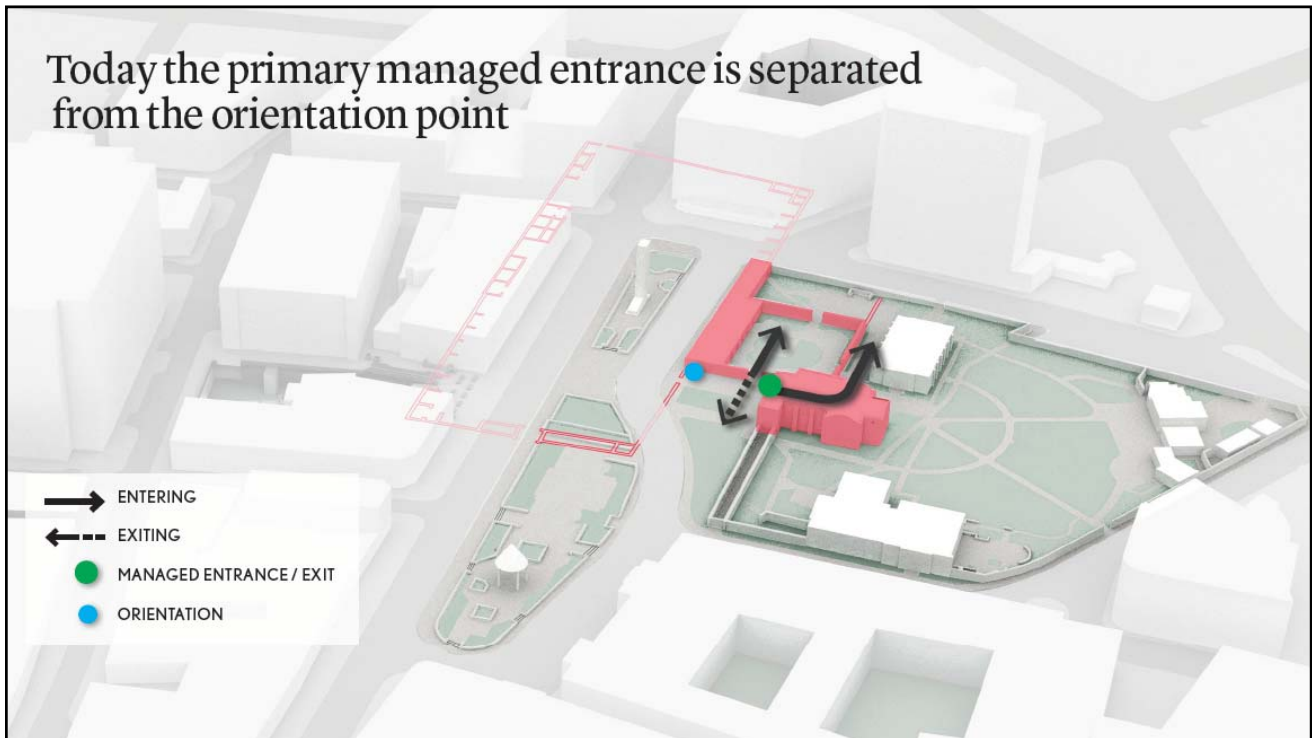 Today the primary managed entrance is separated
from the orientation point
ENTERING
EXITING
MANAGED ENTRANCE / EXIT
ORIENTATION